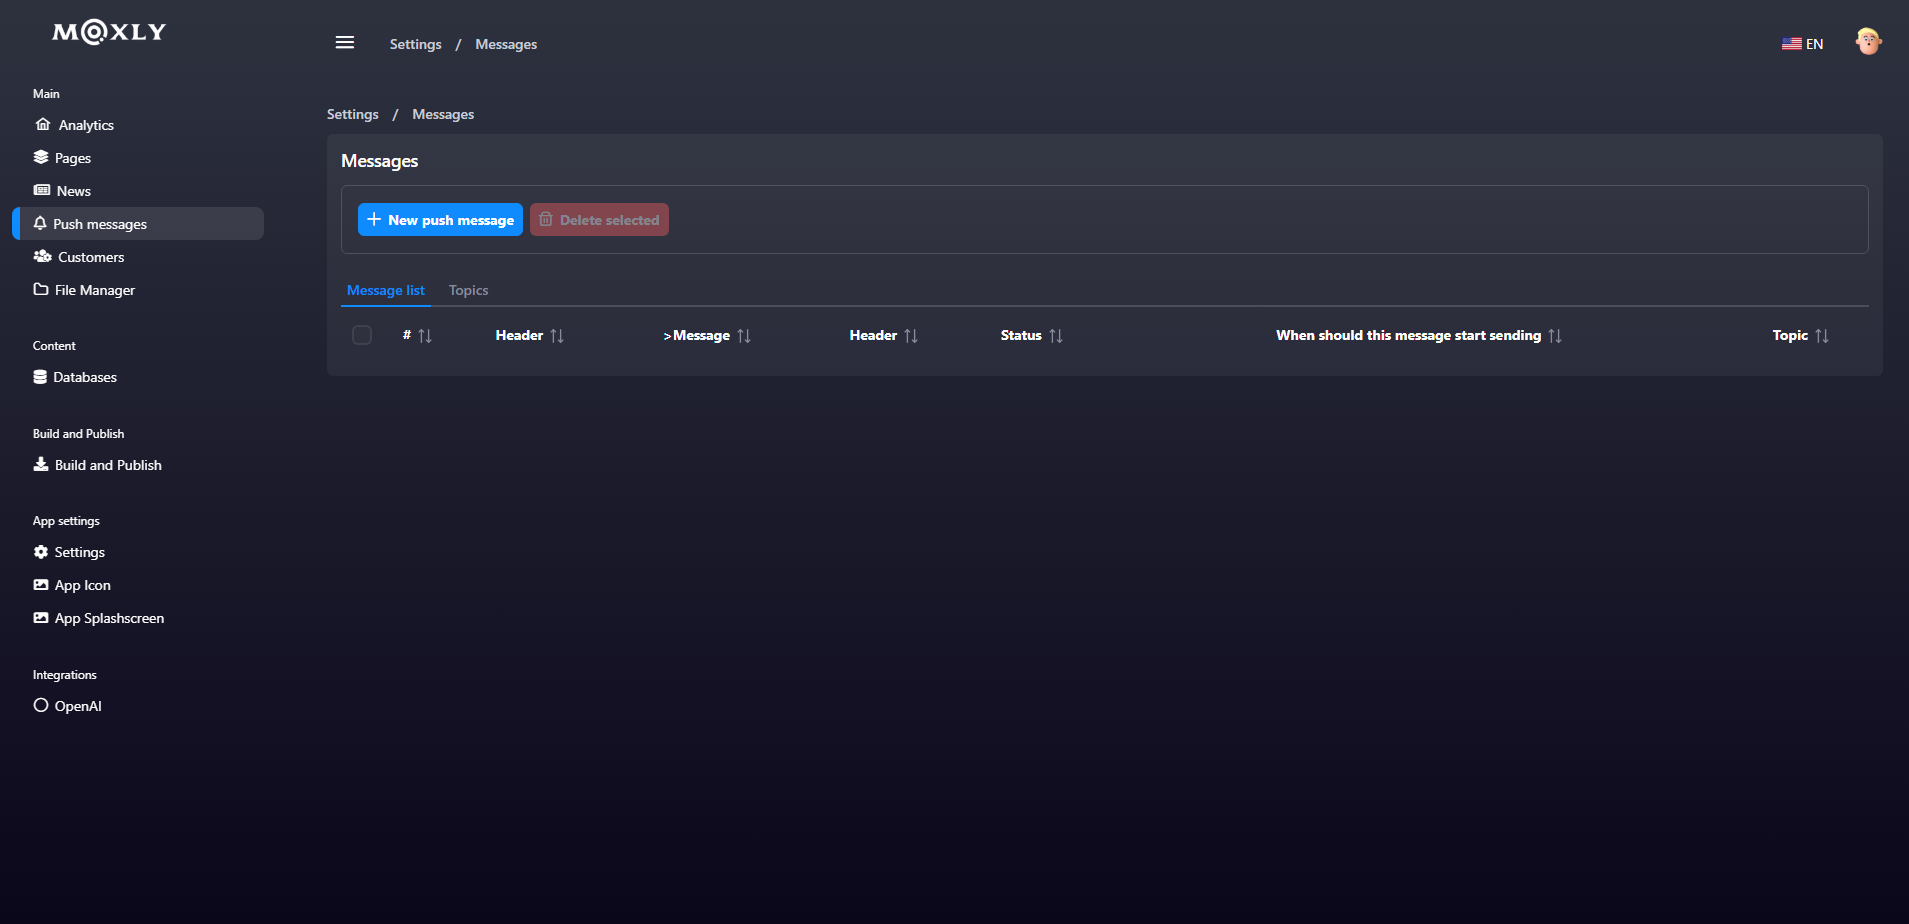 MOXLY
Settings / Messages
EN
Main
Analytics
Pages
News
Push messages
Customers
File Manager
Content
Databases
Build and Publish
Build and Publish
App settings
Settings
App Icon
App Splashscreen
Integrations
OpenAI
Settings / Messages
Messages
New push message
Delete selected
Message list Topics
# Header >Message Header Status When should this message start sending Topic